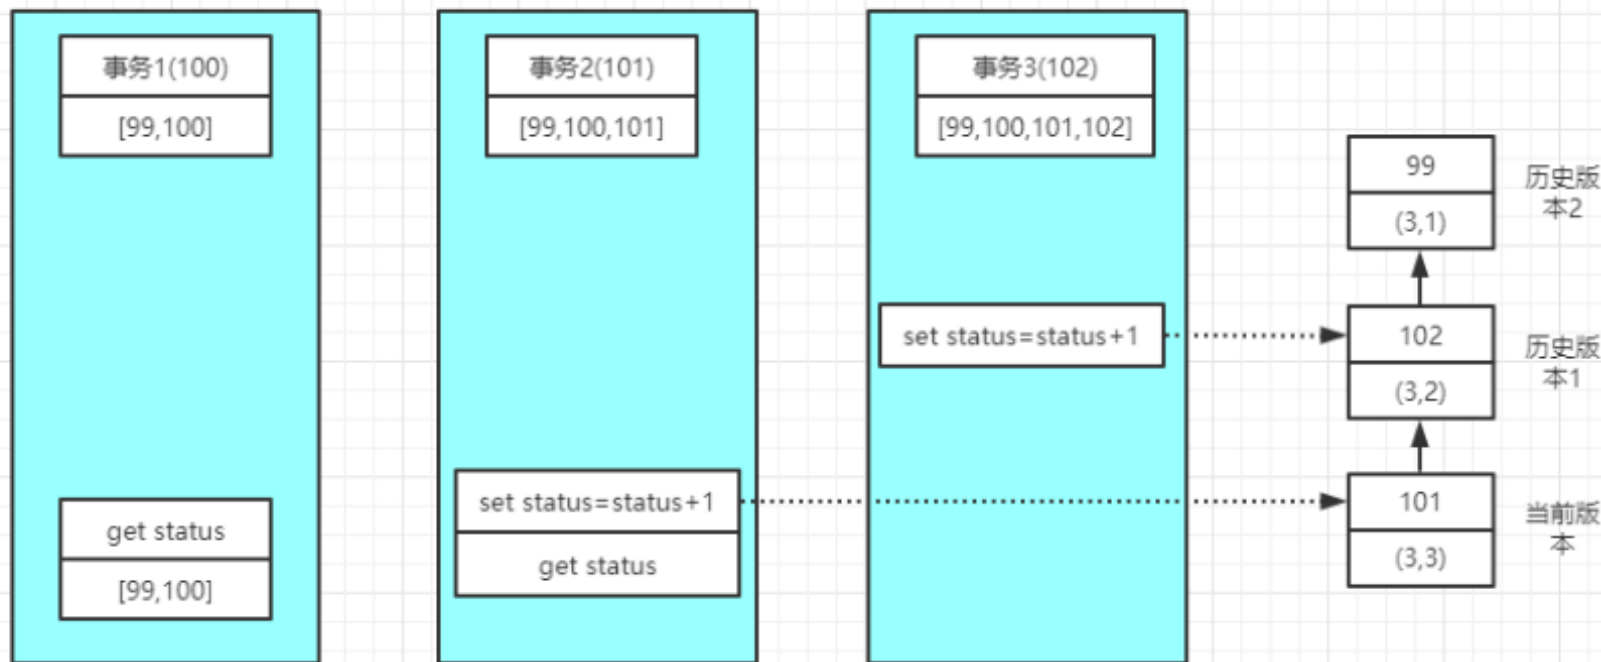 事务1(100)
[99,100]
get status
[99,100]
事务2(101)
[99,100,101]
set status=status+1
get status
事务3(102)
[99,100,101,102]
set status=status+1
99
(3,1)
历史版
本2
102
(3,2)
历史版
本1
101
(3,3)
当前版
本